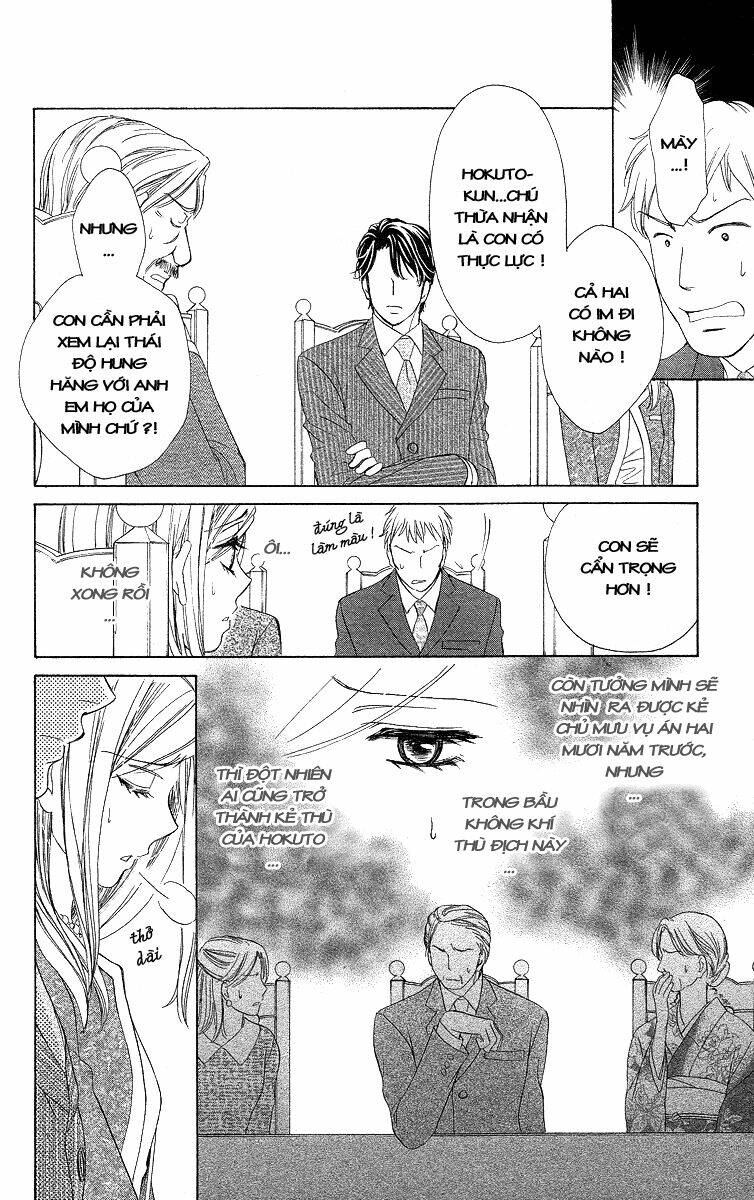 MÀY
...!
CẢ HAI
CÓ IM ĐI
KHÔNG
NÀO !
HOKUTO-
KUN...CHÚ
THỪA NHẬN
LÀ CON CÓ
THỰC LỰC !
NHƯNG
...
CON CẦN PHẢI
XEM LẠI THÁI
ĐỘ HUNG
HĂNG VỚI ANH
EM HỌ CỦA
MÌNH CHỨ ?!
CON SẼ
CẨN TRỌNG
HƠN !
đúng là
lắm mầu !
ÔI...
KHÔNG
XONG RỒI
...
CÒN TƯỞNG MÌNH SẼ
NHÌN RA ĐƯỢC KẺ
CHỦ MƯU VỤ ÁN HAI
MƯƠI NĂM TRƯỚC,
NHƯNG
...
TRONG BẦU
KHÔNG KHÍ
THÙ ĐỊCH NÀY
...
THÌ ĐỘT NHIÊN
AI CŨNG TRỞ
THÀNH KẺ THÙ
CỦA HOKUTO
...
thở
dài